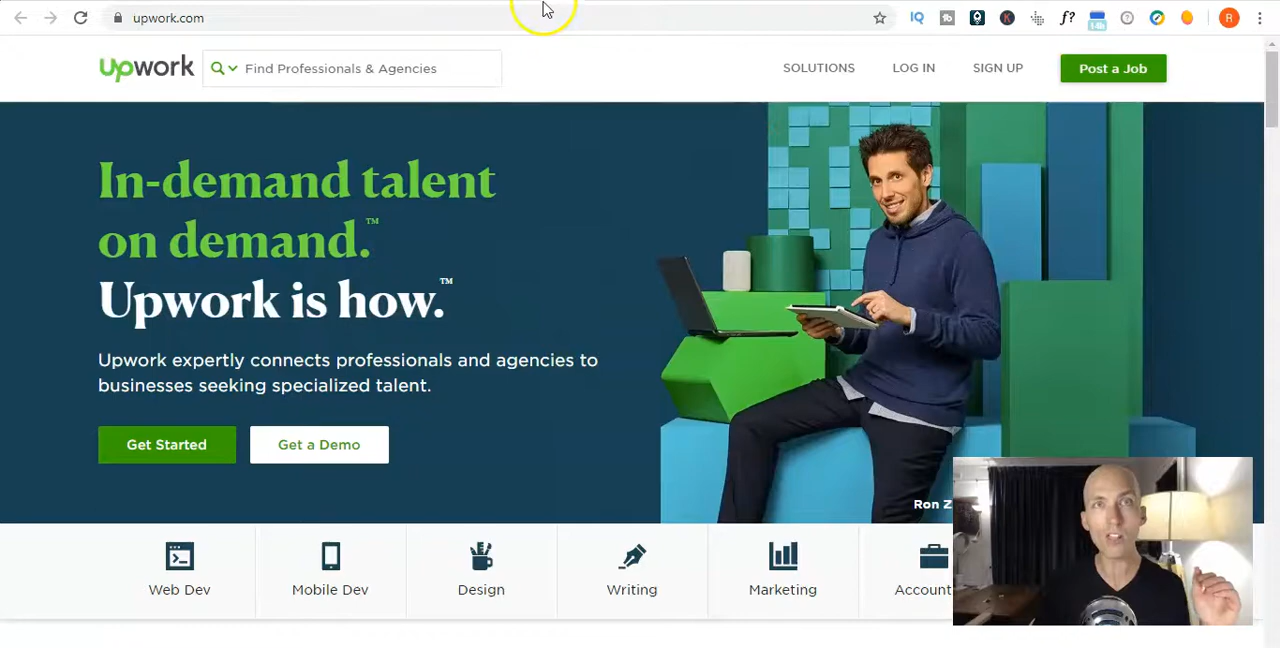 upwork.com
IQ
f?
R
upwork
Find Professionals & Agencies
SOLUTIONS
LOG IN
SIGN UP
Post a Job
In-demand talent
on demand.™
Upwork is how.™
Upwork expertly connects professionals and agencies to
businesses seeking specialized talent.
Get Started
Get a Demo
Ron Z
Web Dev
Mobile Dev
Design
Writing
Marketing
Account